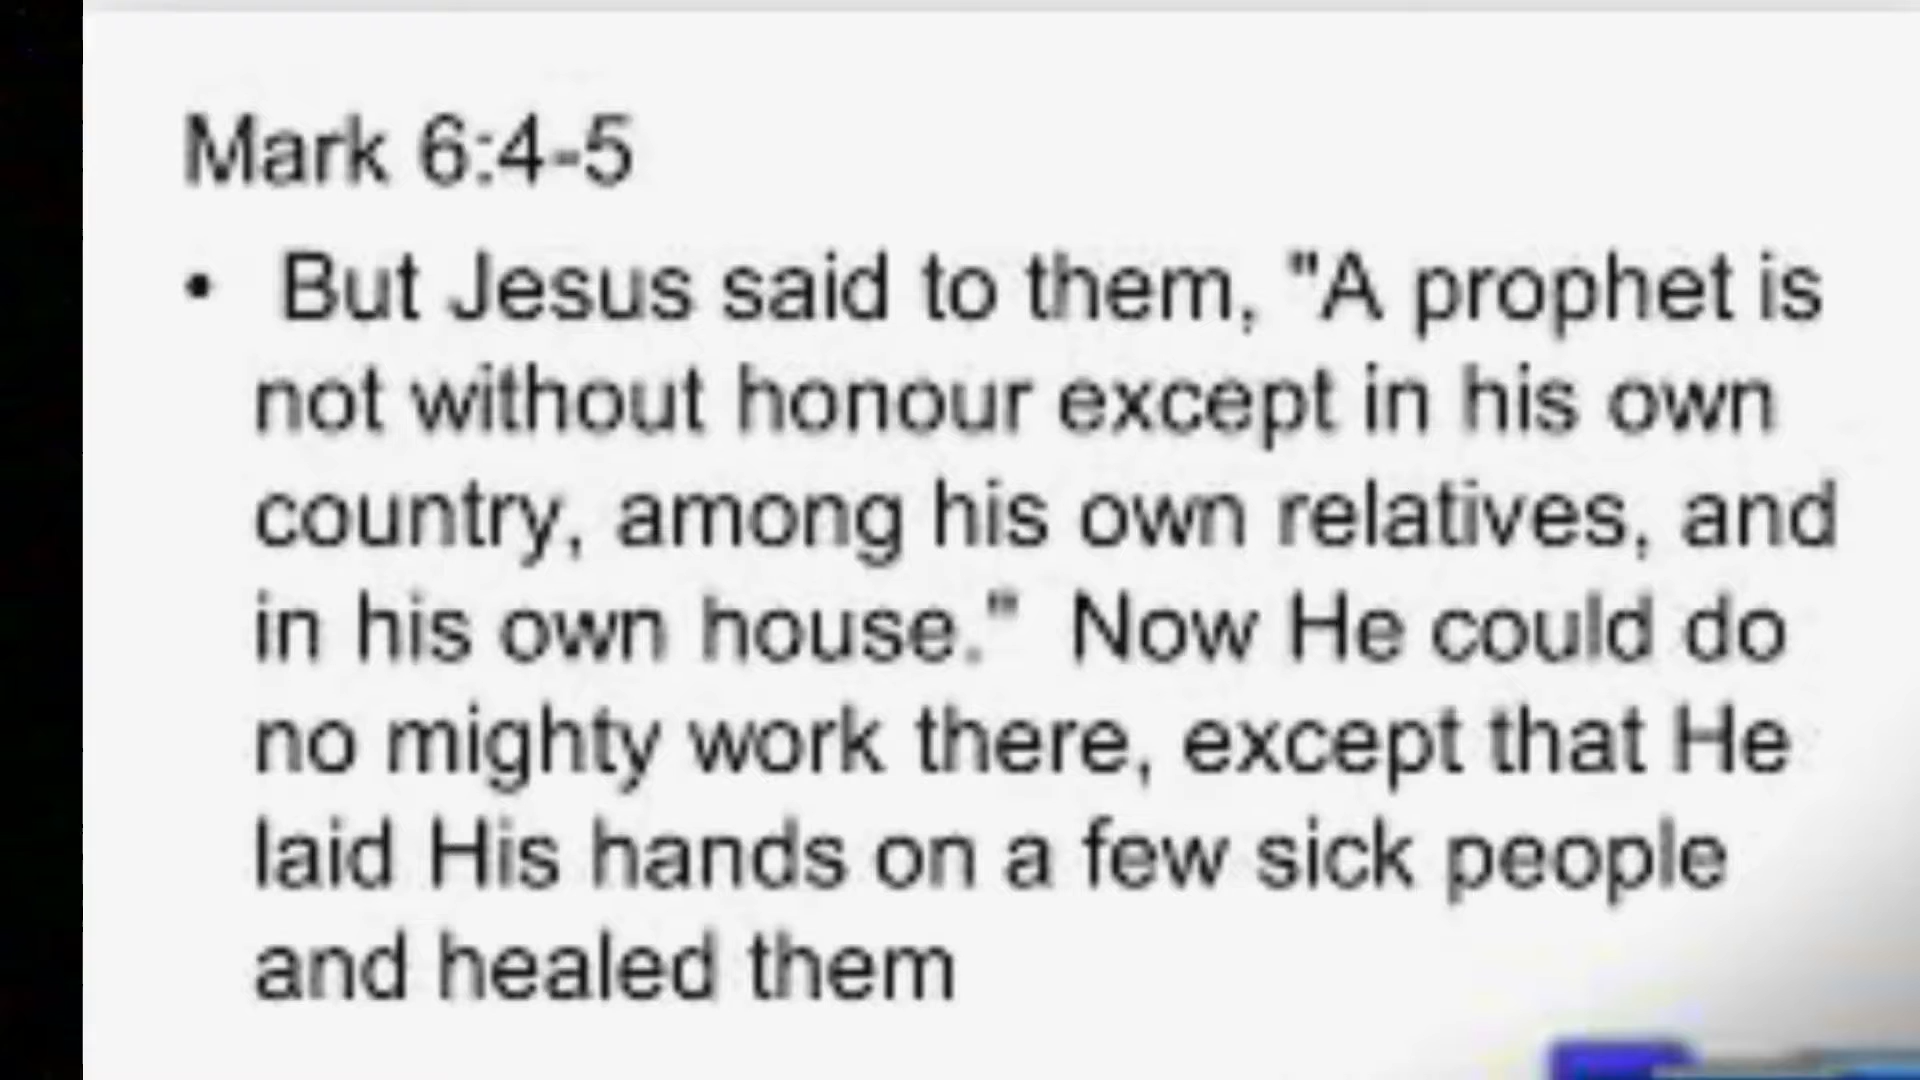 Mark 6:4-5
• But Jesus said to them, "A prophet is
not without honour except in his own
country, among his own relatives, and
in his own house." Now He could do
no mighty work there, except that He
laid His hands on a few sick people
and healed them